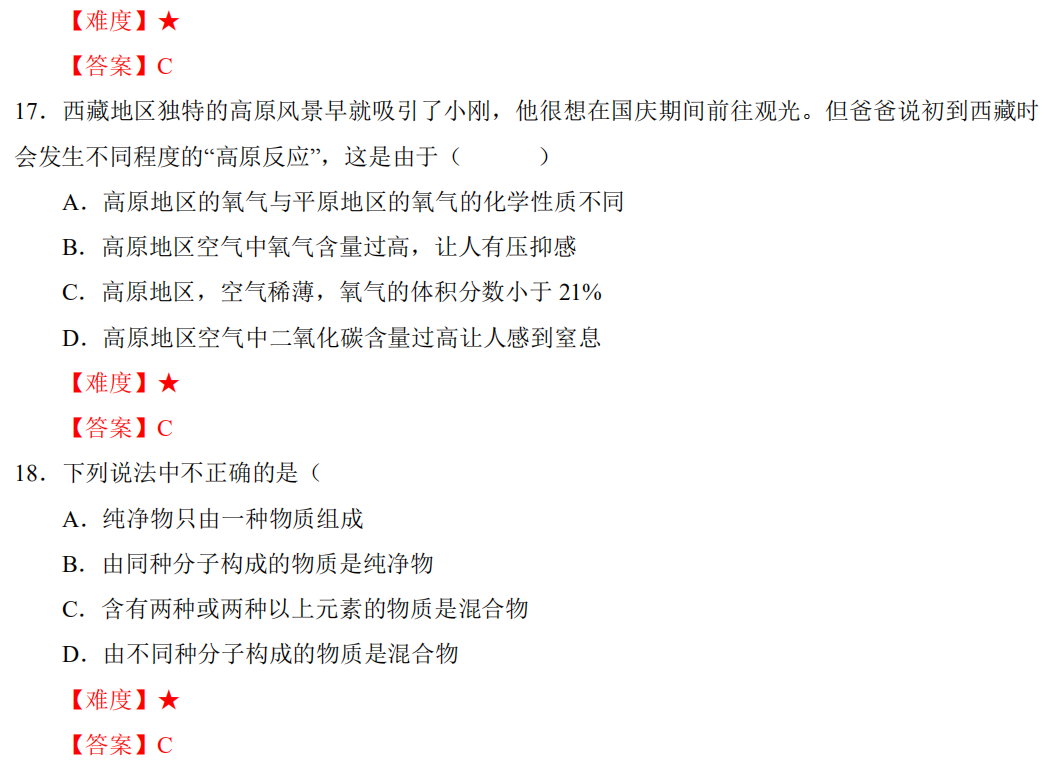 【难度】★
【答案】C
17．西藏地区独特的高原风景早就吸引了小刚，他很想在国庆期间前往观光。但爸爸说初到西藏时
会发生不同程度的“高原反应”，这是由于（　　　）
A．高原地区的氧气与平原地区的氧气的化学性质不同
B．高原地区空气中氧气含量过高，让人有压抑感
C．高原地区，空气稀薄，氧气的体积分数小于 21%
D．高原地区空气中二氧化碳含量过高让人感到窒息
【难度】★
【答案】C
18．下列说法中不正确的是（
A．纯净物只由一种物质组成
B．由同种分子构成的物质是纯净物
C．含有两种或两种以上元素的物质是混合物
D．由不同种分子构成的物质是混合物
【难度】★
【答案】C